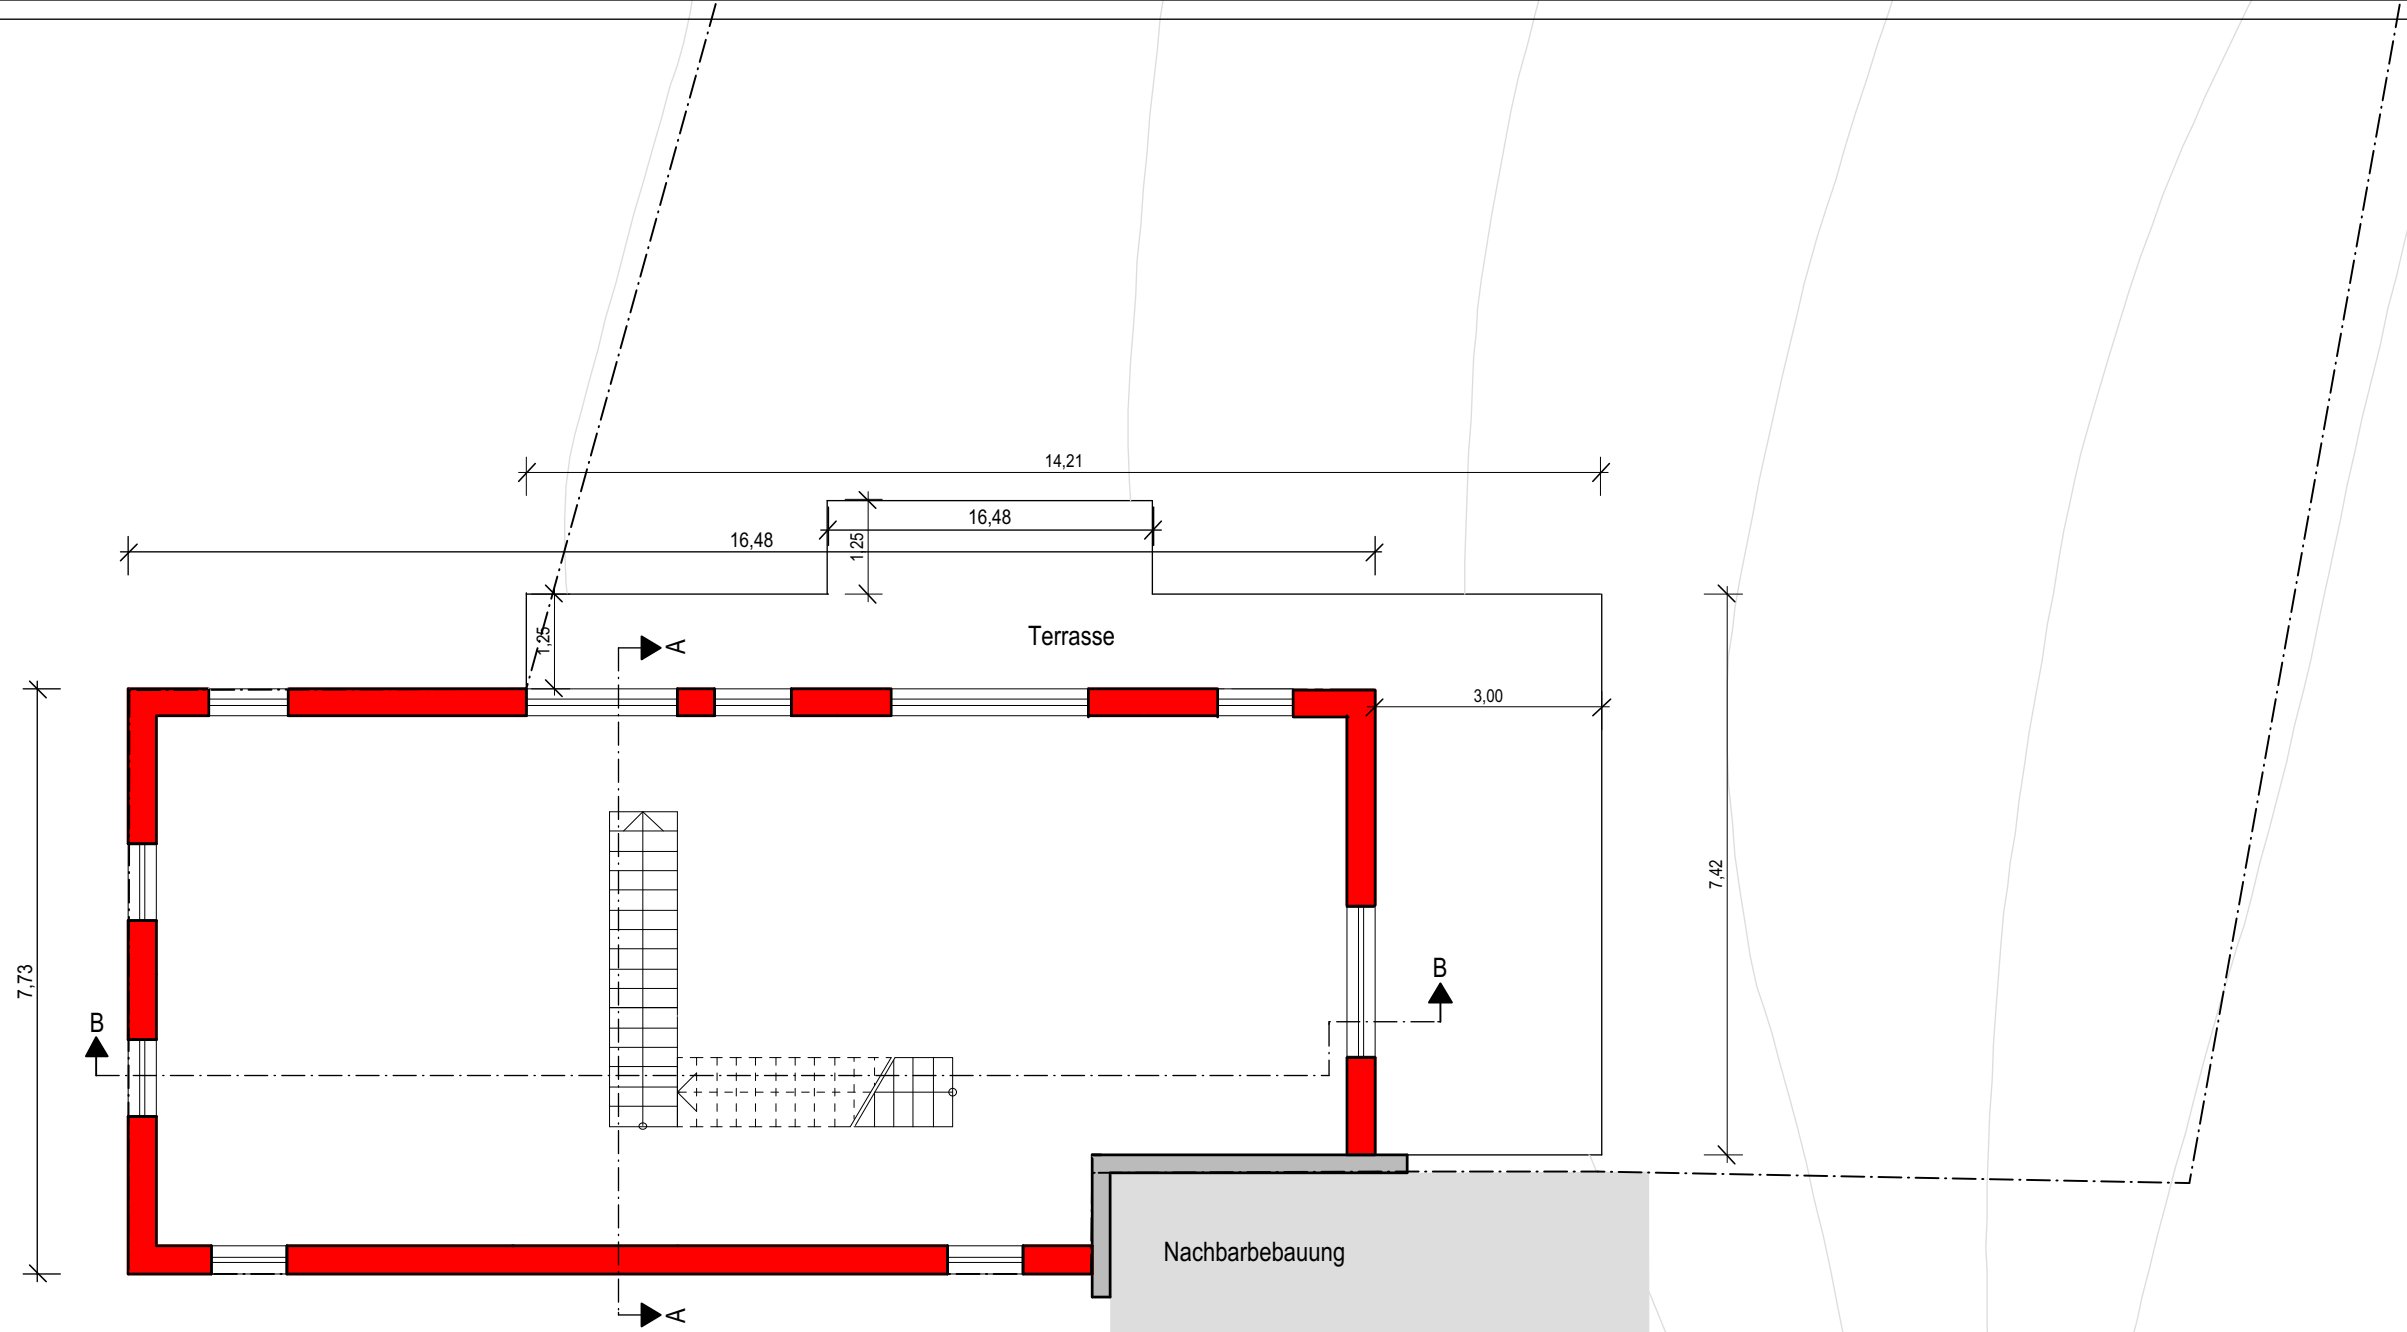 14,21
16,48
16,48
1,25
1,25
Terrasse
A
3,00
7,42
7,73
B
B
Nachbarbebauung
A